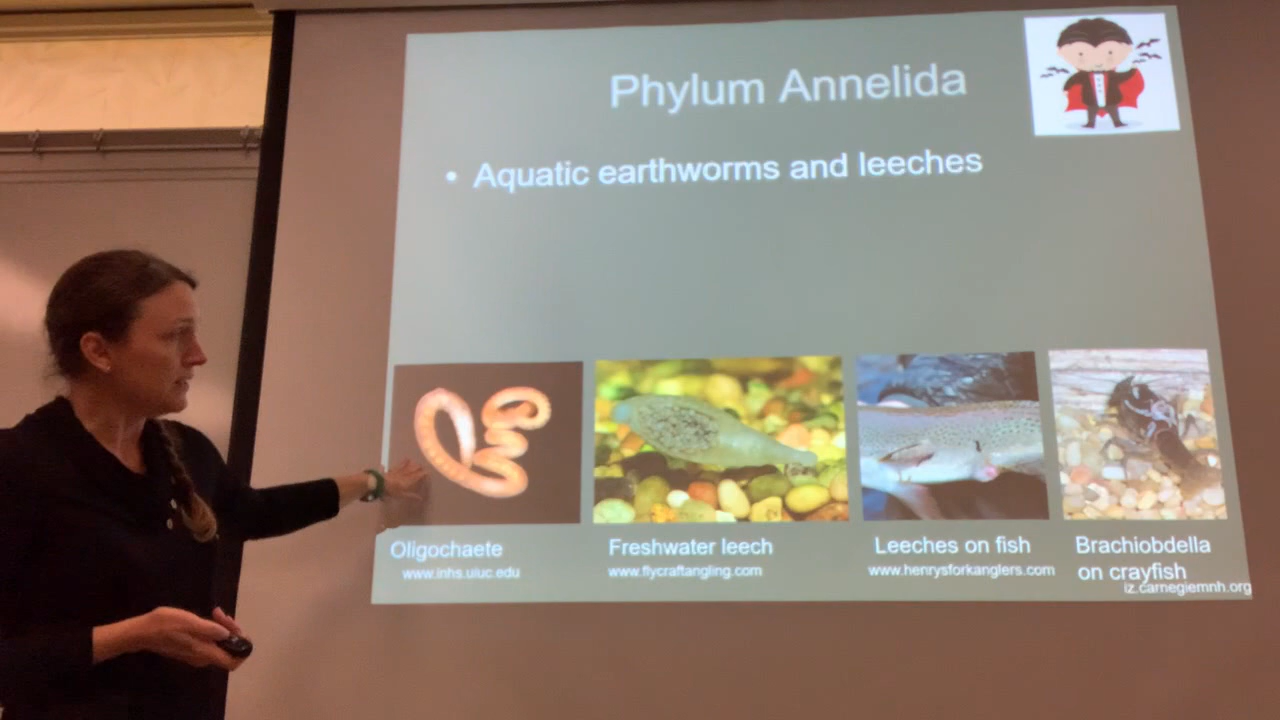 Phylum Annelida
• Aquatic earthworms and leeches
Oligochaete
www.inhs.uiuc.edu
Freshwater leech
www.flycraftangling.com
Leeches on fish
www.henrysforkanglers.com
Brachiobdella
on crayfish
iz.carnegiemnh.org